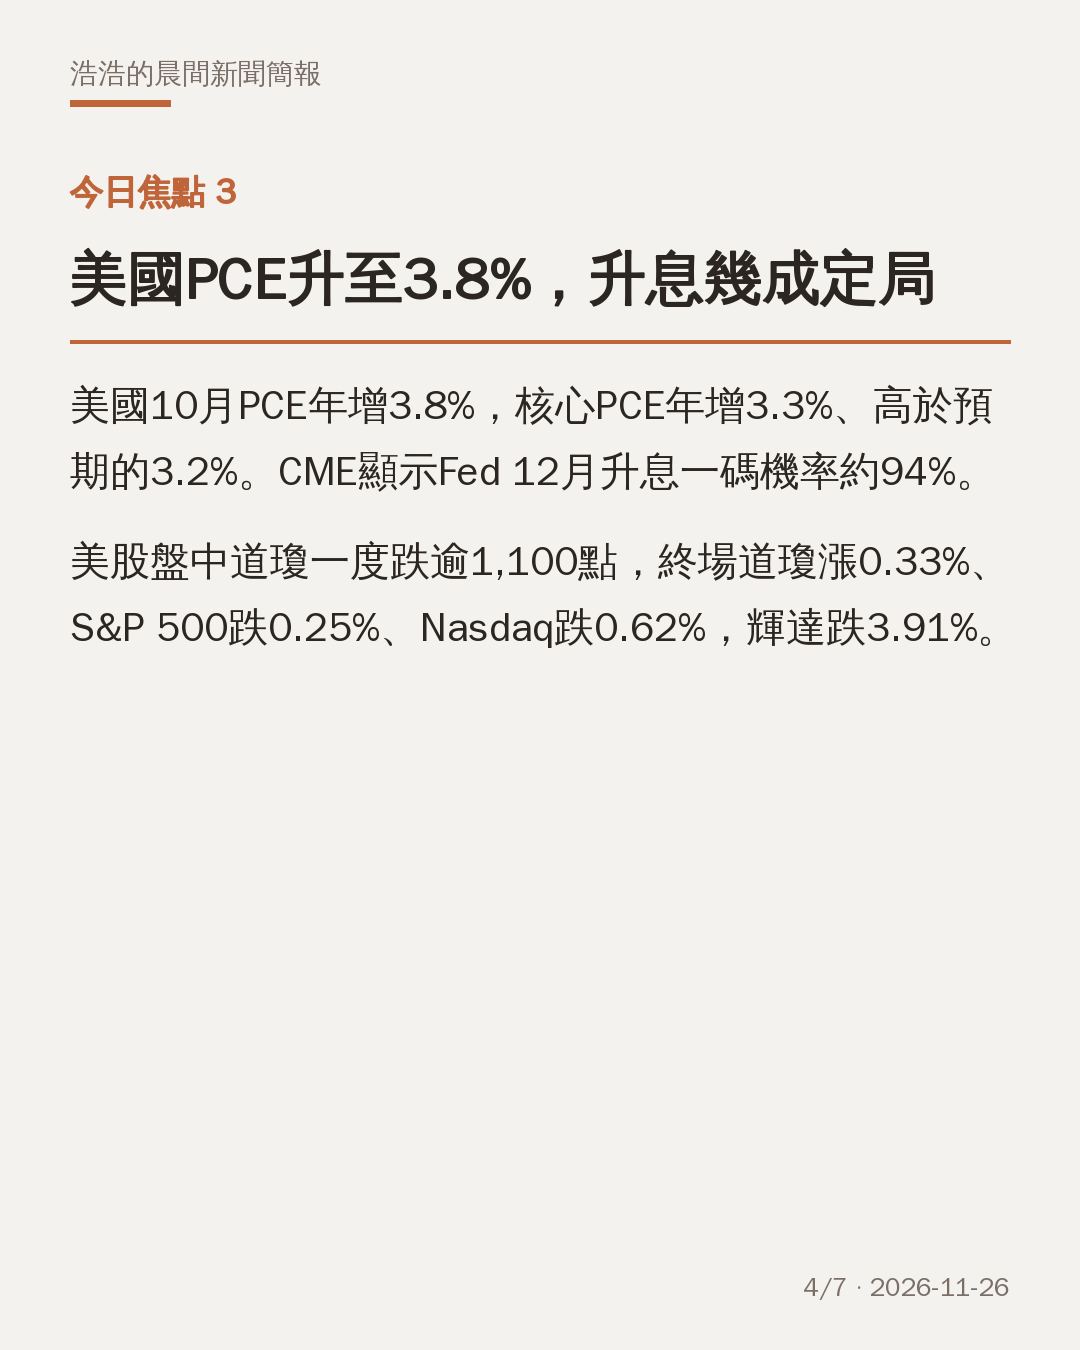 浩浩的晨間新聞簡報
今日焦點 3
美國PCE升至3.8%，升息幾成定局
美國10月PCE年增3.8%，核心PCE年增3.3%、高於預
期的3.2%。CME顯示Fed 12月升息一碼機率約94%。
美股盤中道瓊一度跌逾1,100點，終場道瓊漲0.33%、
S&P 500跌0.25%、Nasdaq跌0.62%，輝達跌3.91%。
4/7 · 2026-11-26